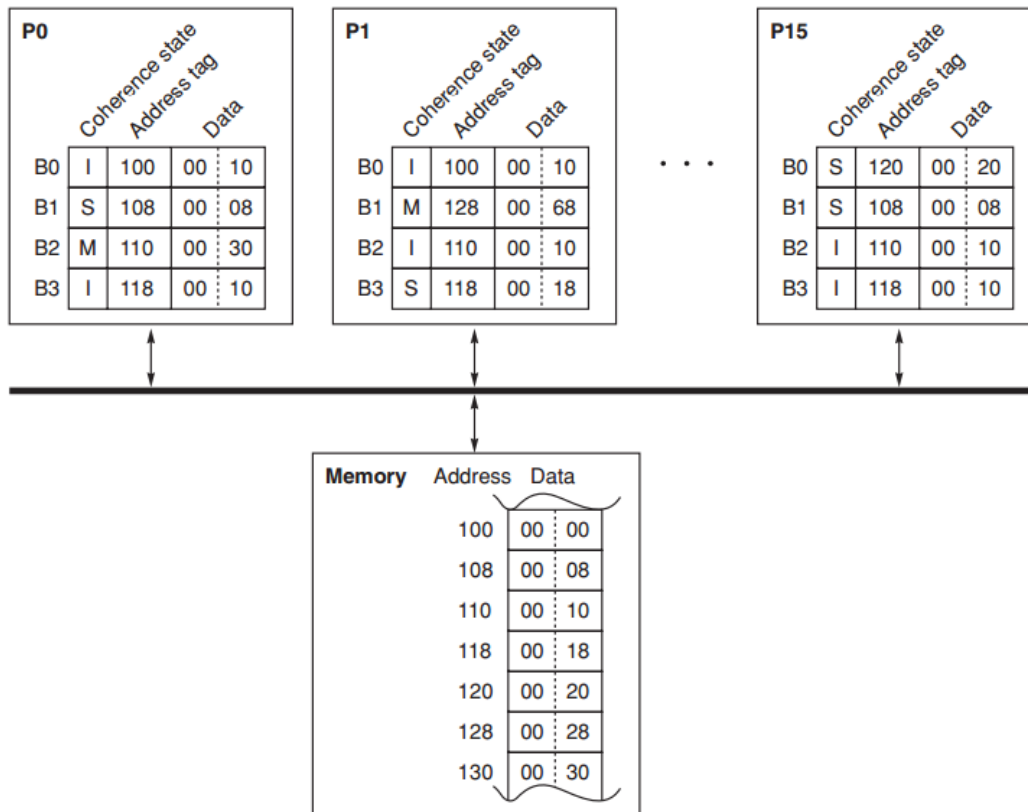 P0
Coherence state
Address tag
Data
B0 I 100 00 10
B1 S 108 00 08
B2 M 110 00 30
B3 I 118 00 10
P1
Coherence state
Address tag
Data
B0 I 100 00 10
B1 M 128 00 68
B2 I 110 00 10
B3 S 118 00 18
. . .
P15
Coherence state
Address tag
Data
B0 S 120 00 20
B1 S 108 00 08
B2 I 110 00 10
B3 I 118 00 10
Memory Address Data
100 00 00
108 00 08
110 00 10
118 00 18
120 00 20
128 00 28
130 00 30